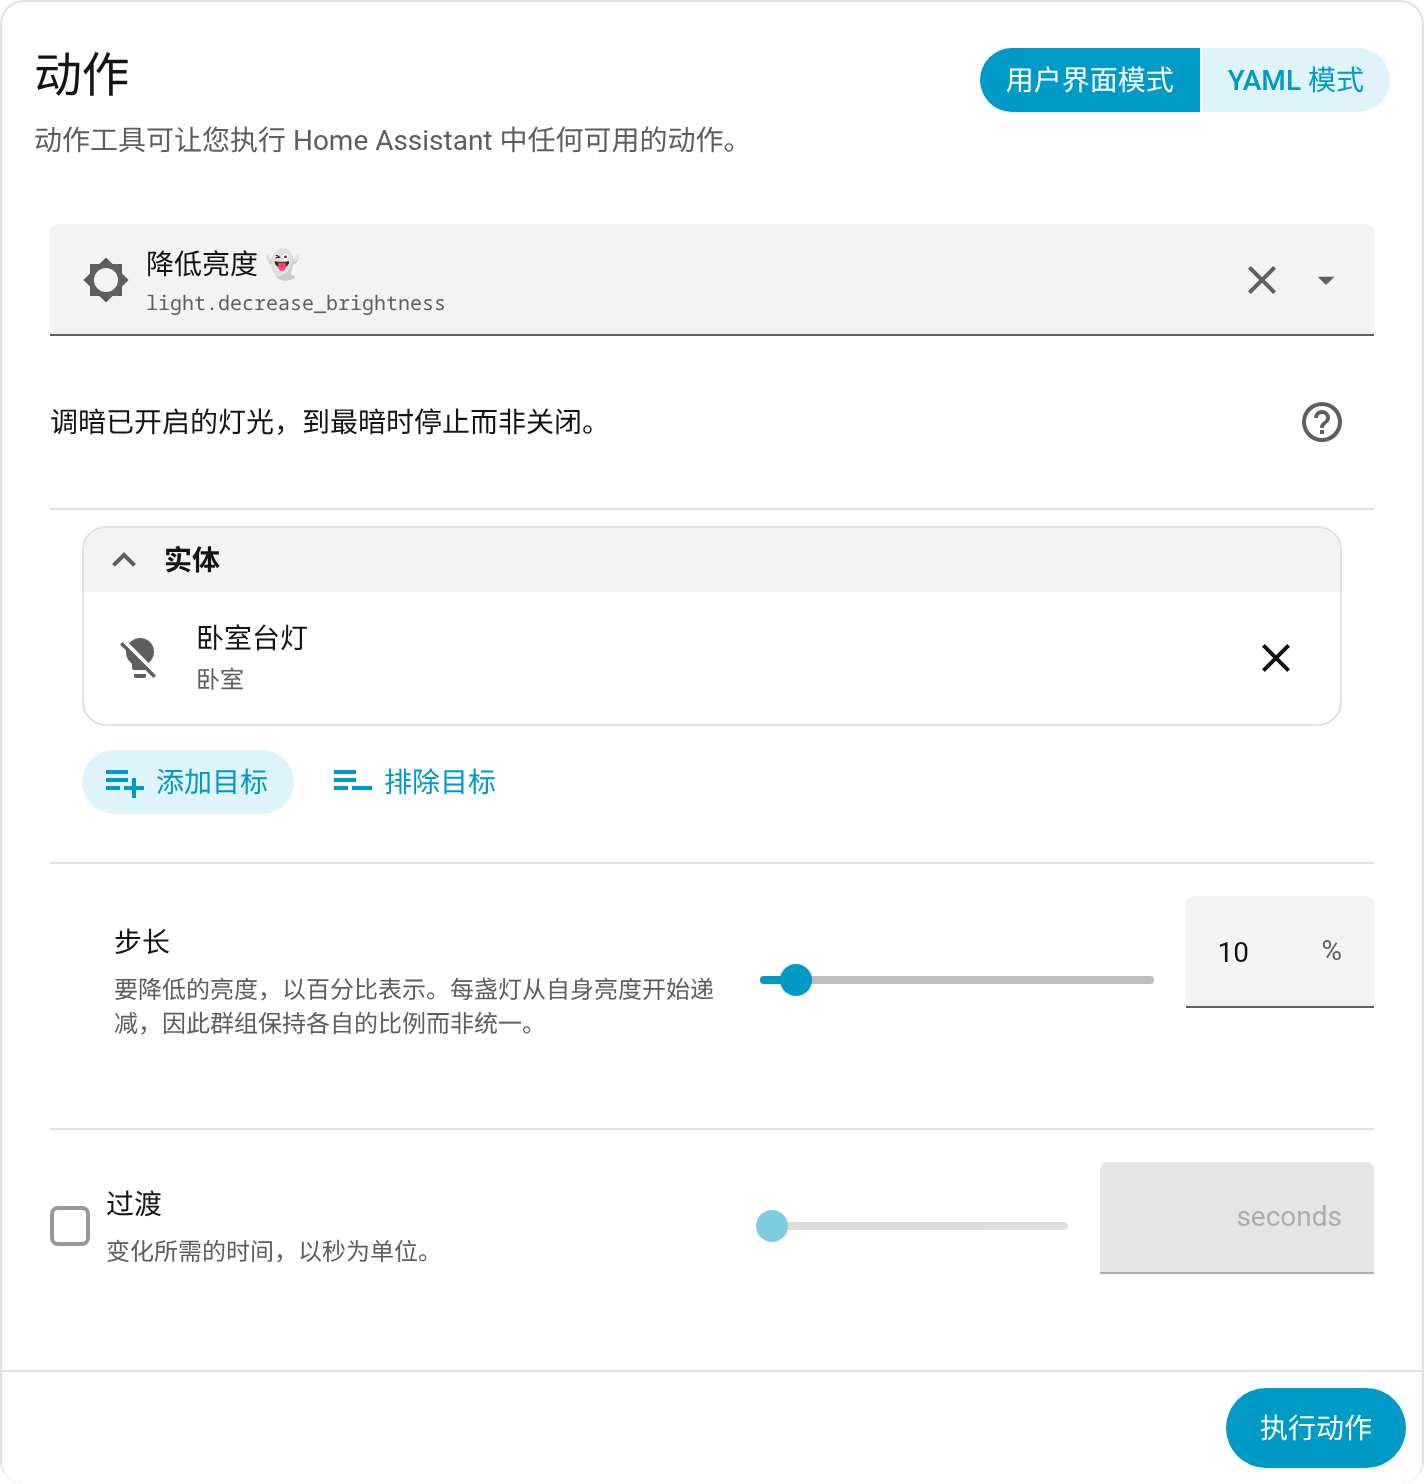 动作
用户界面模式
YAML 模式
动作工具可让您执行 Home Assistant 中任何可用的动作。
降低亮度 👻
light.decrease_brightness
调暗已开启的灯光，到最暗时停止而非关闭。
实体
卧室台灯
卧室
添加目标
排除目标
步长
要降低的亮度，以百分比表示。每盏灯从自身亮度开始递
减，因此群组保持各自的比例而非统一。
10 %
过渡
变化所需的时间，以秒为单位。
seconds
执行动作